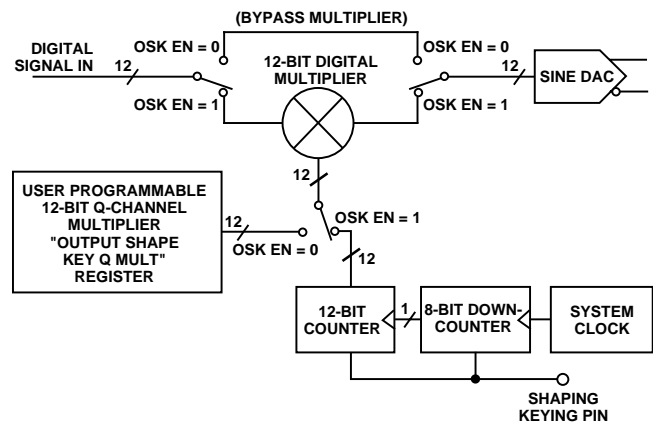 (BYPASS MULTIPLIER)
DIGITAL
SIGNAL IN
12
OSK EN = 0
OSK EN = 1
12-BIT DIGITAL
MULTIPLIER
OSK EN = 0
OSK EN = 1
12
SINE DAC
12
USER PROGRAMMABLE
12-BIT Q-CHANNEL
MULTIPLIER
"OUTPUT SHAPE
KEY Q MULT"
REGISTER
12
OSK EN = 0
OSK EN = 1
12
12-BIT
COUNTER
1
8-BIT DOWN-
COUNTER
SYSTEM
CLOCK
SHAPING
KEYING PIN